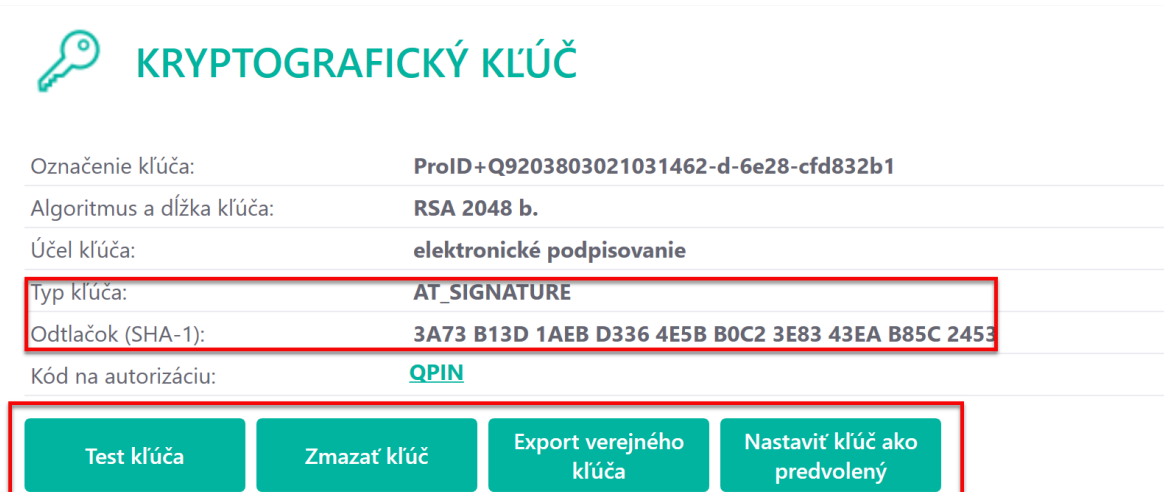 KRYPTOGRAFICKÝ KĽÚČ
Označenie kľúča: ProID+Q9203803021031462-d-6e28-cfd832b1
Algoritmus a dĺžka kľúča: RSA 2048 b.
Účel kľúča: elektronické podpisovanie
Typ kľúča: AT_SIGNATURE
Odtlačok (SHA-1): 3A73 B13D 1AEB D336 4E5B B0C2 3E83 43EA B85C 2453
Kód na autorizáciu: QPIN
Test kľúča
Zmazať kľúč
Export verejného
kľúča
Nastaviť kľúč ako
predvolený